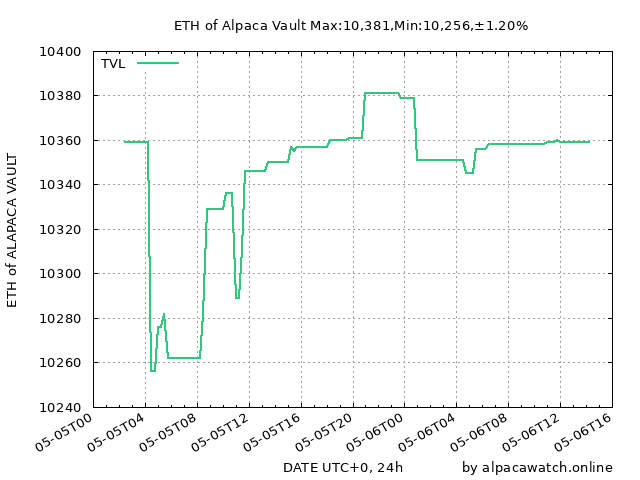 ETH of Alpaca Vault Max:10,381,Min:10,256,±1.20%
TVL
ETH of ALAPACA VAULT
10400
10380
10360
10340
10320
10300
10280
10260
10240
05-05T00
05-05T04
05-05T08
05-05T12
05-05T16
05-05T20
05-06T00
05-06T04
05-06T08
05-06T12
05-06T16
DATE UTC+0, 24h
by alpacawatch.online